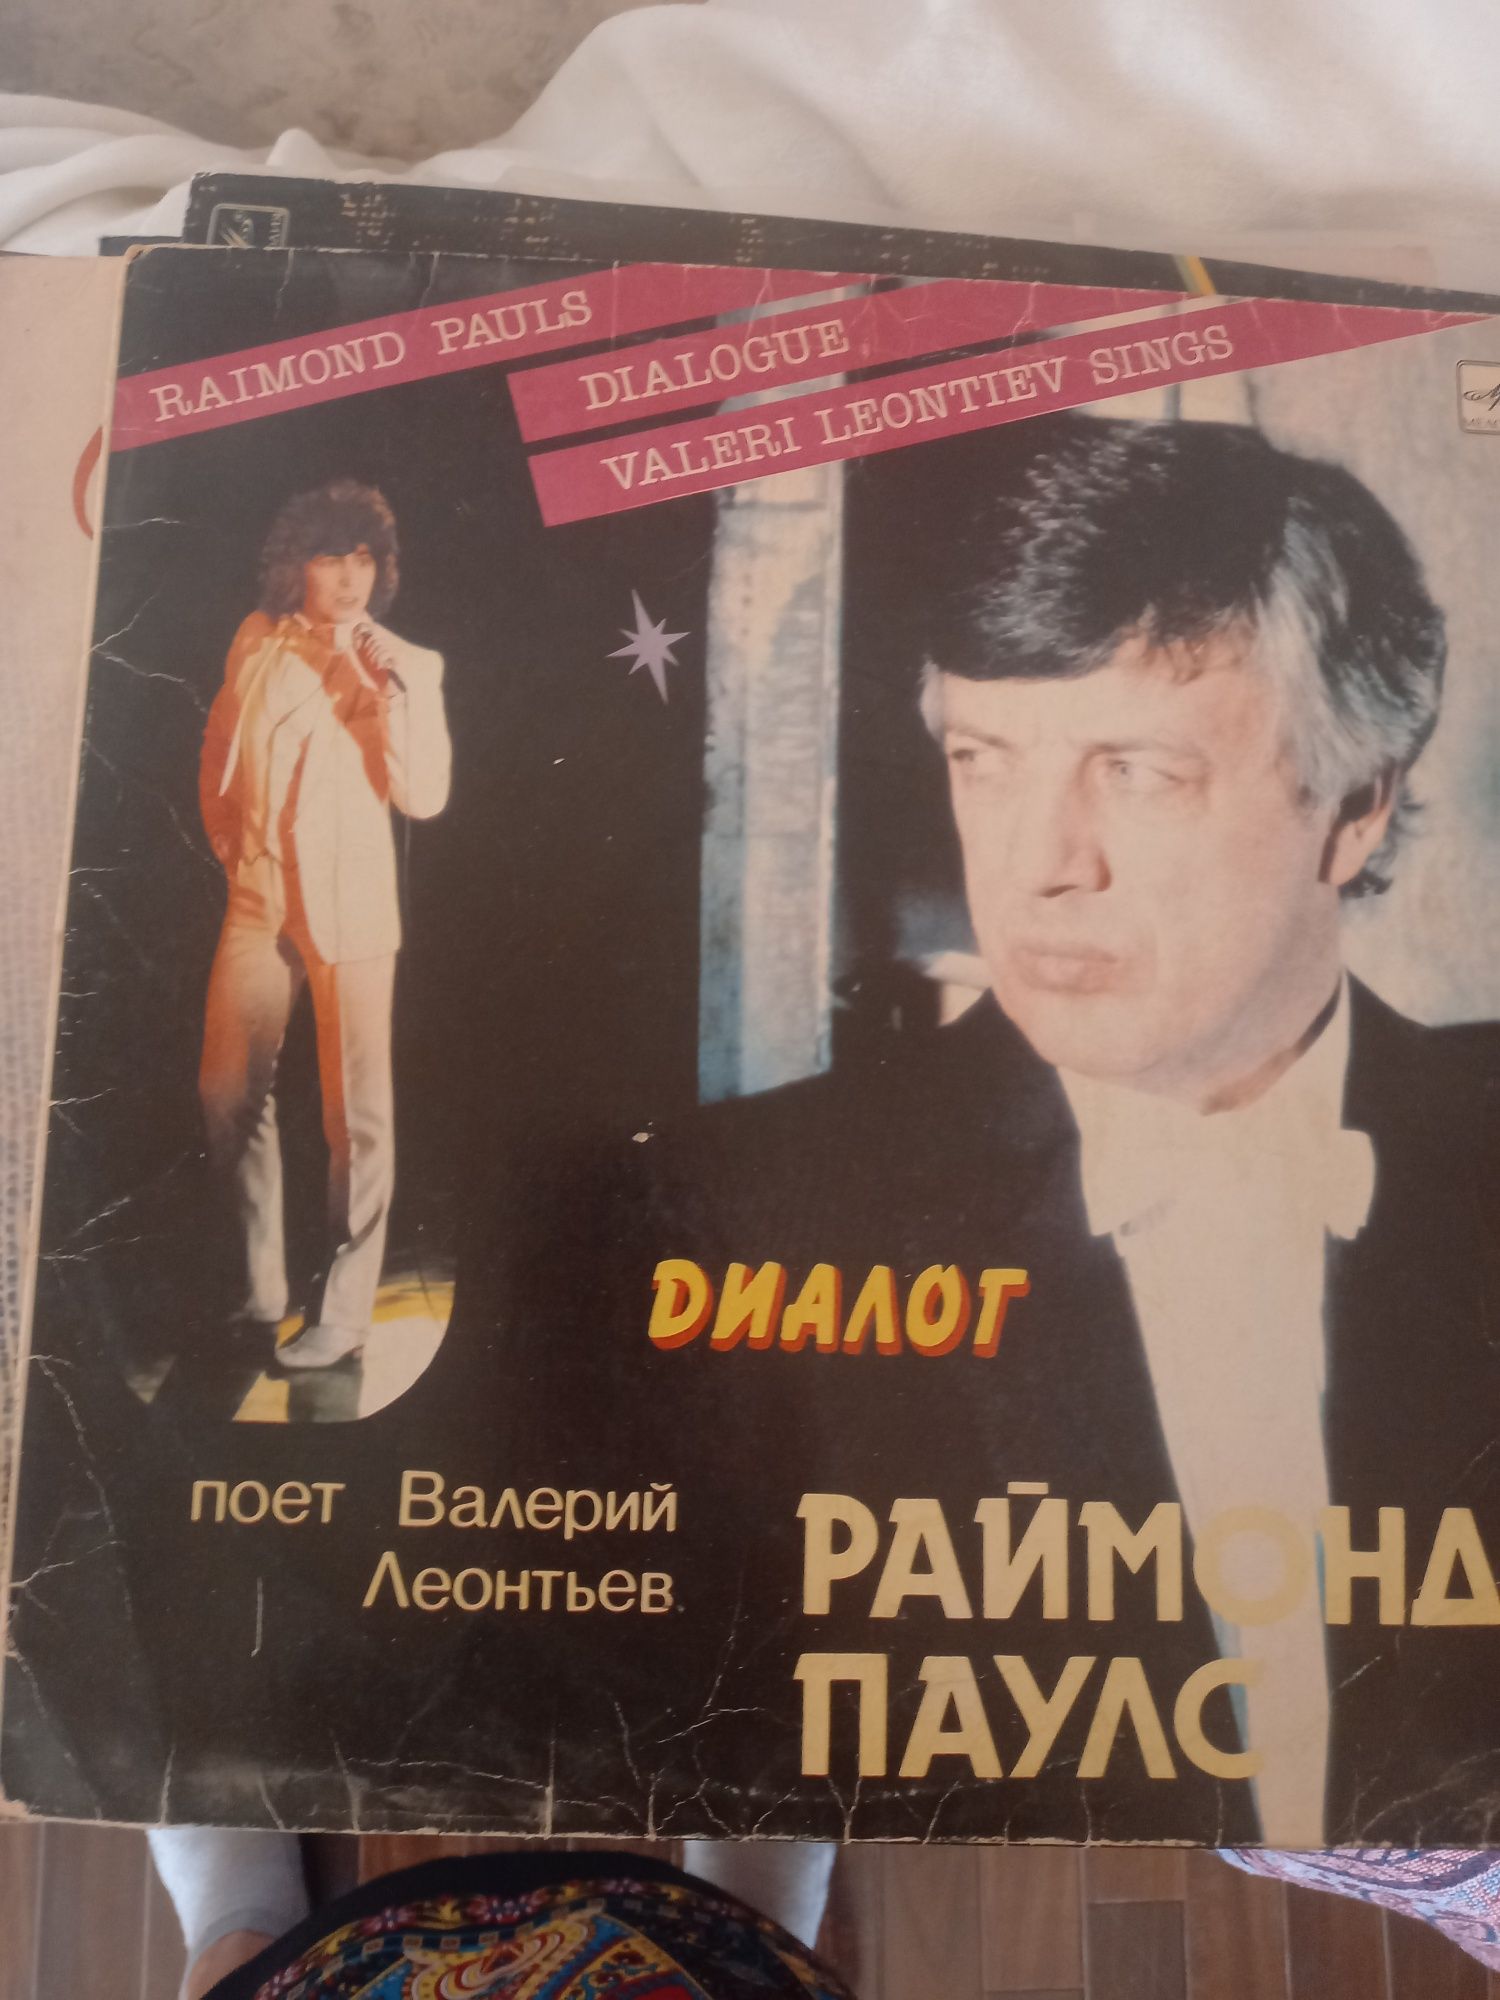 RAIMOND PAULS
DIALOGUE
VALERI LEONTIEV SINGS
ДИАЛОГ
поет Валерий
Леонтьев
РАЙМОНД
ПАУЛС